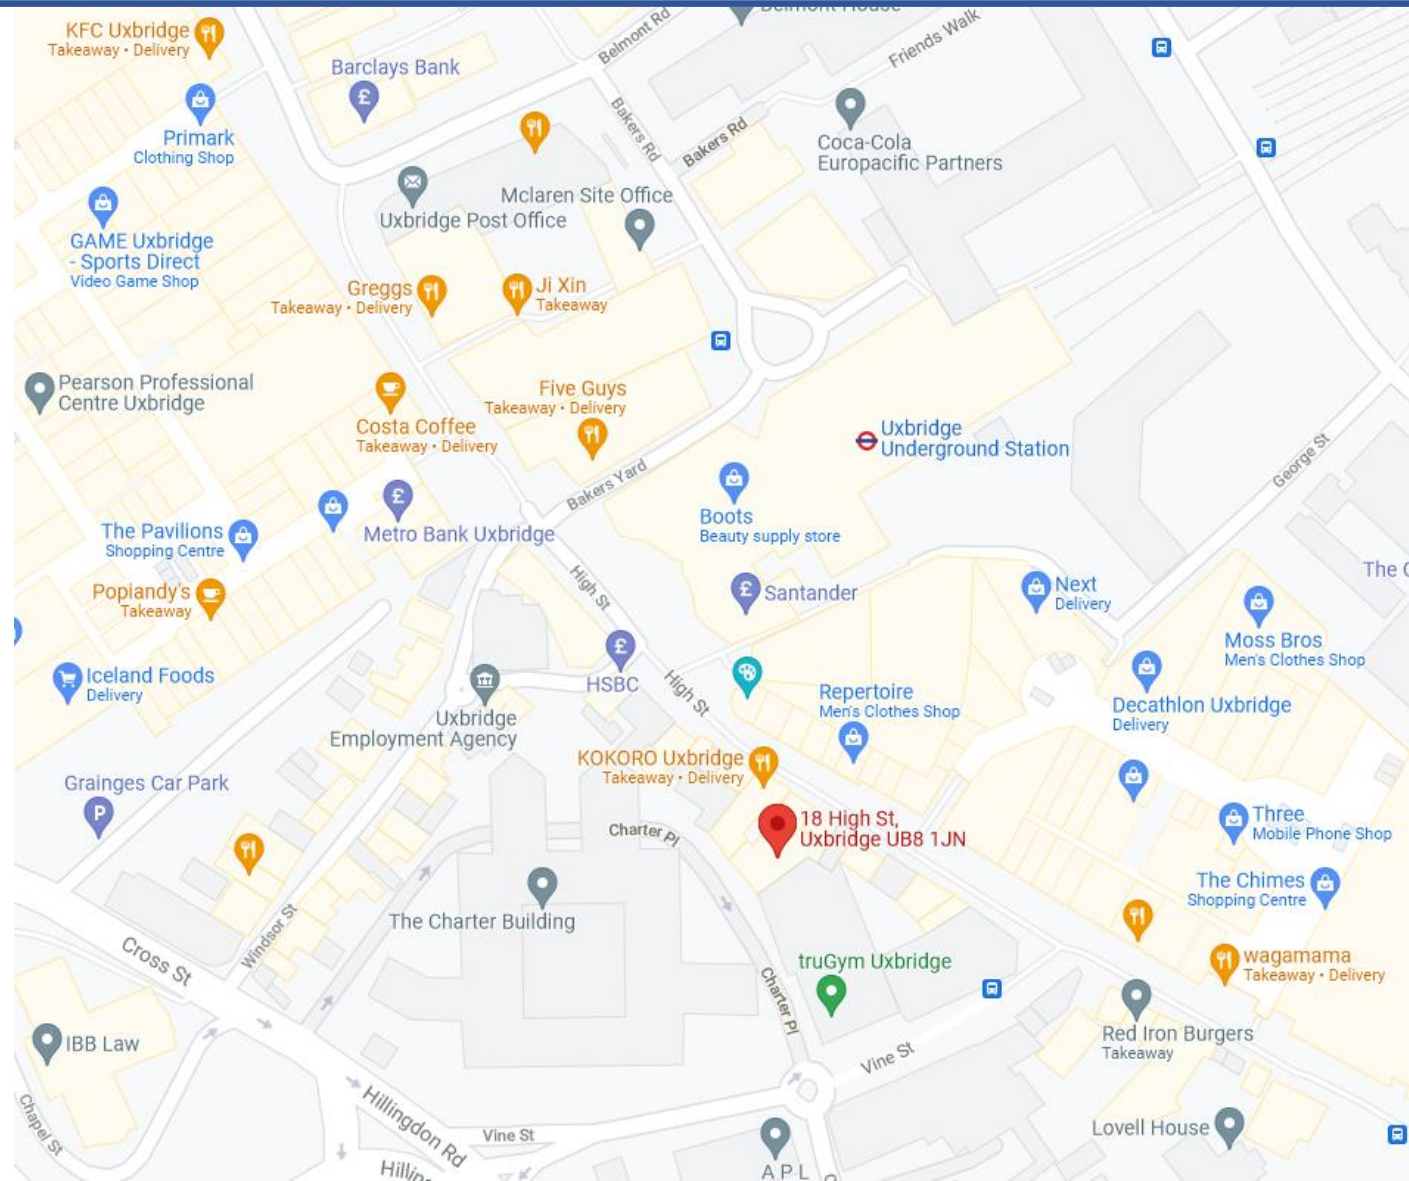 Belmont House
KFC Uxbridge
Takeaway • Delivery
Belmont Rd
Friends Walk
Barclays Bank
Primark
Clothing Shop
Bakers Rd
Bakers Rd
Coca-Cola
Europacific Partners
Mclaren Site Office
Uxbridge Post Office
GAME Uxbridge
- Sports Direct
Video Game Shop
Greggs
Takeaway • Delivery
Ji Xin
Takeaway
Pearson Professional
Centre Uxbridge
Five Guys
Takeaway • Delivery
Costa Coffee
Takeaway • Delivery
Uxbridge
Underground Station
George St
Bakers Yard
Boots
Beauty supply store
The Pavilions
Shopping Centre
Metro Bank Uxbridge
Popiandy's
Takeaway
High St
Santander
Next
Delivery
The
Moss Bros
Men's Clothes Shop
Iceland Foods
Delivery
HSBC
High St
Repertoire
Men's Clothes Shop
Decathlon Uxbridge
Delivery
Uxbridge
Employment Agency
KOKORO Uxbridge
Takeaway • Delivery
Grainges Car Park
P
Charter Pl
18 High St,
Uxbridge UB8 1JN
Three
Mobile Phone Shop
The Chimes
Shopping Centre
The Charter Building
Windsor St
Cross St
truGym Uxbridge
wagamama
Takeaway • Delivery
Charter Pl
IBB Law
Red Iron Burgers
Takeaway
Vine St
Chapel St
Hillingdon Rd
Vine St
Lovell House
A P L